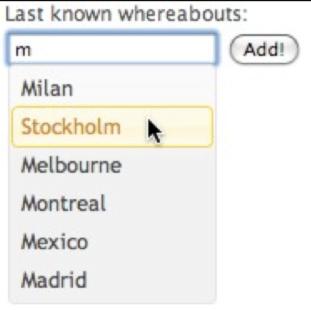 Last known whereabouts:
m Add!
Milan
Stockholm
Melbourne
Montreal
Mexico
Madrid